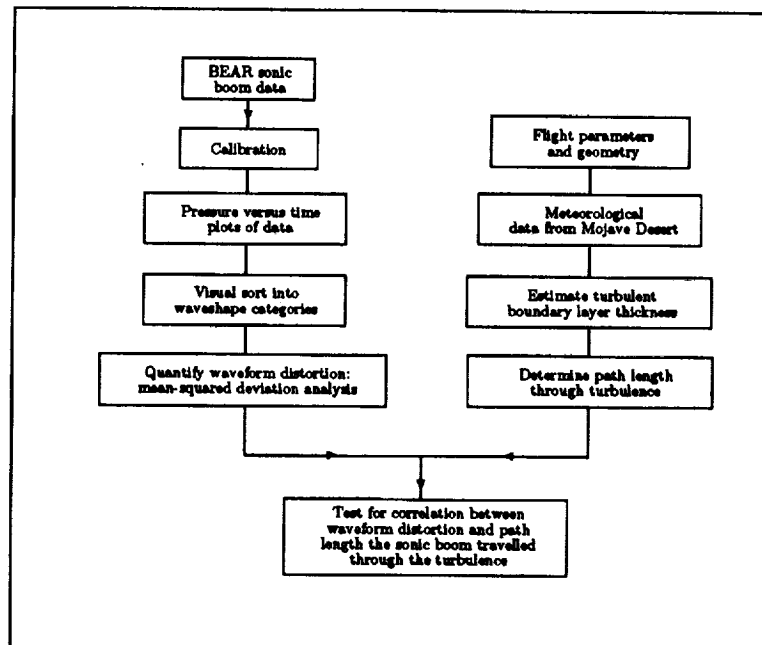 BEAR sonic
boom data
Calibration
Pressure versus time
plots of data
Visual sort into
waveshape categories
Quantify waveform distortion:
mean-squared deviation analysis
Flight parameters
and geometry
Meteorological
data from Mojave Desert
Estimate turbulent
boundary layer thickness
Determine path length
through turbulence
Test for correlation between
waveform distortion and path
length the sonic boom travelled
through the turbulence